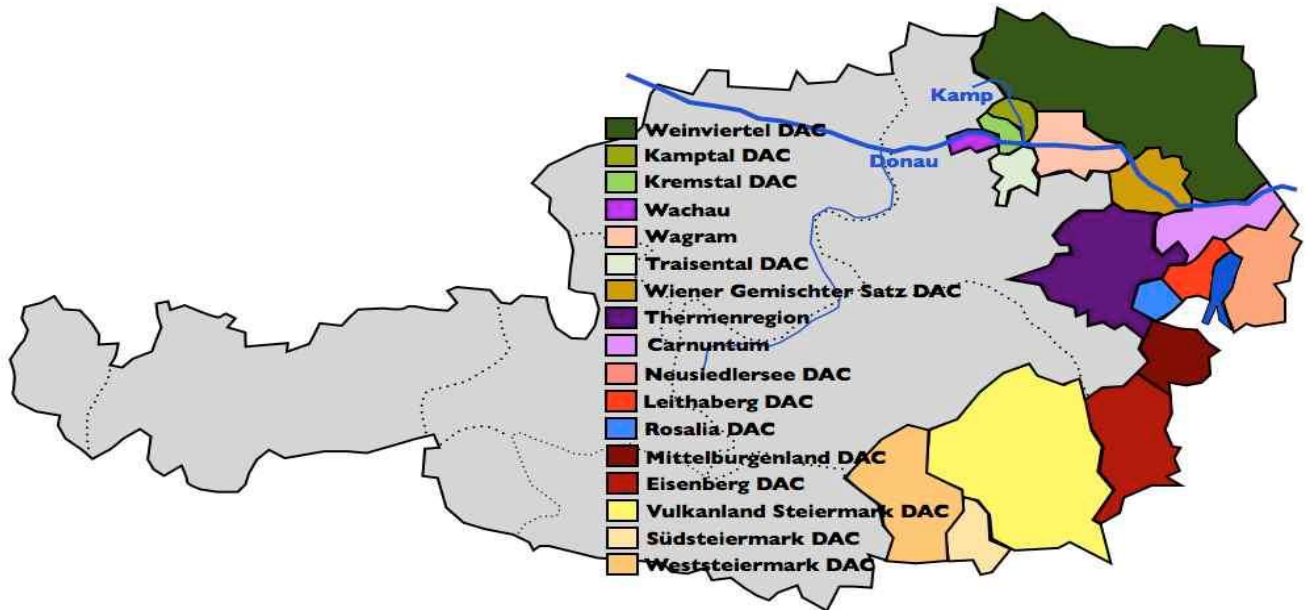 Kamp
Donau
Weinviertel DAC
Kamptal DAC
Kremstal DAC
Wachau
Wagram
Traisental DAC
Wiener Gemischter Satz DAC
Thermenregion
Carnuntum
Neusiedlersee DAC
Leithaberg DAC
Rosalia DAC
Mittelburgenland DAC
Eisenberg DAC
Vulkanland Steiermark DAC
Südsteiermark DAC
Weststeiermark DAC